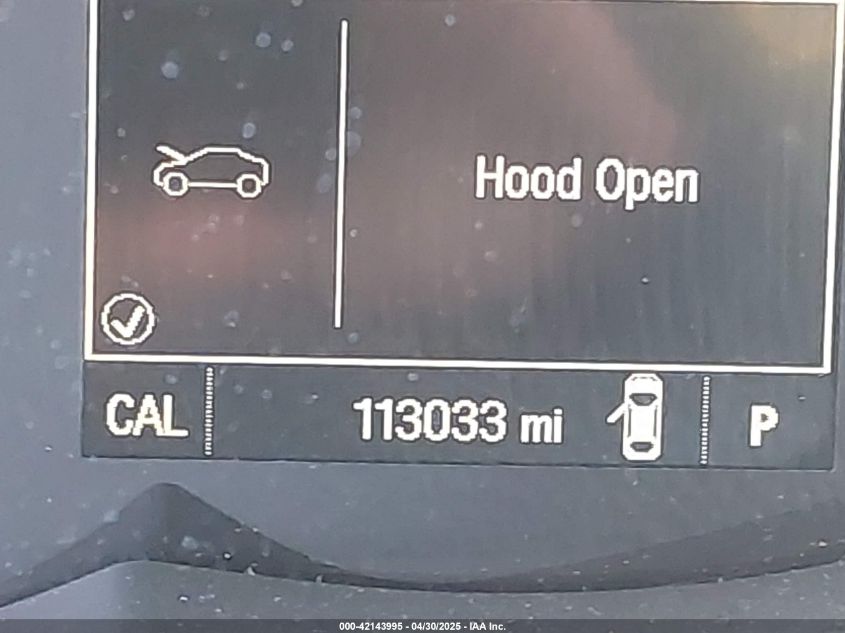 Hood Open
CAL 113033 mi P
000-42143995 - 04/30/2025 - IAA Inc.